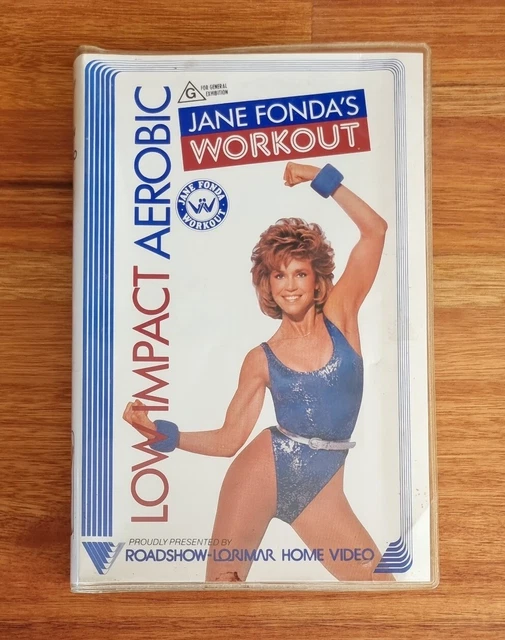 G FOR GENERAL
EXHIBITION
JANE FONDA'S
WORKOUT
JANE FONDA
WORKOUT
LOW IMPACT AEROBIC
PROUDLY PRESENTED BY
ROADSHOW-LORIMAR HOME VIDEO